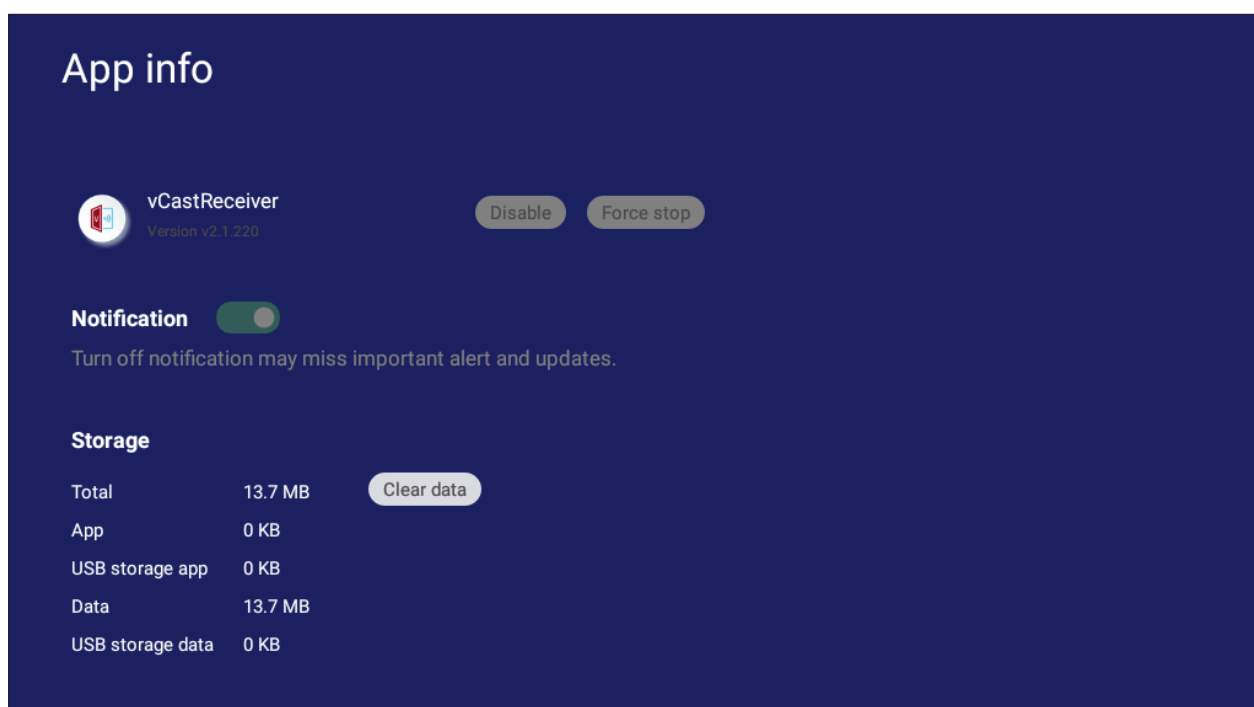 App info
vCastReceiver
Version v2.1.220
Disable
Force stop
Notification
Turn off notification may miss important alert and updates.
Storage
Total 13.7 MB Clear data
App 0 KB
USB storage app 0 KB
Data 13.7 MB
USB storage data 0 KB